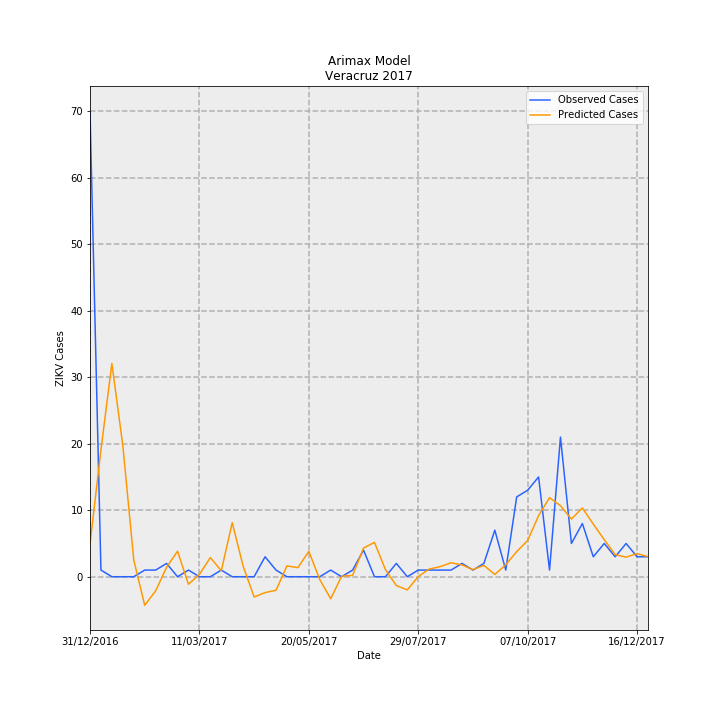 Arimax Model
Veracruz 2017
Observed Cases
Predicted Cases
70
60
50
40
30
20
10
0
ZIKV Cases
31/12/2016
11/03/2017
20/05/2017
29/07/2017
07/10/2017
16/12/2017
Date